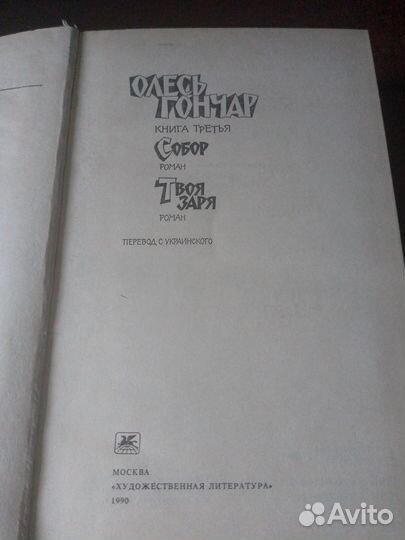 ОЛЕСЬ
ГОНЧАР
КНИГА ТРЕТЬЯ
СОБОР
РОМАН
ТВОЯ
ЗАРЯ
РОМАН
ПЕРЕВОД С УКРАИНСКОГО
МОСКВА
«ХУДОЖЕСТВЕННАЯ ЛИТЕРАТУРА»
1990
Avito